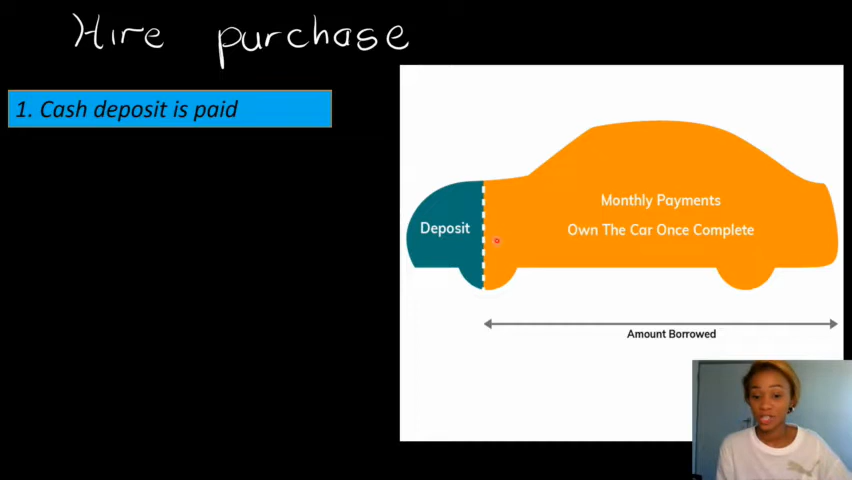 Hire purchase
1. Cash deposit is paid
Deposit
Monthly Payments
Own The Car Once Complete
Amount Borrowed